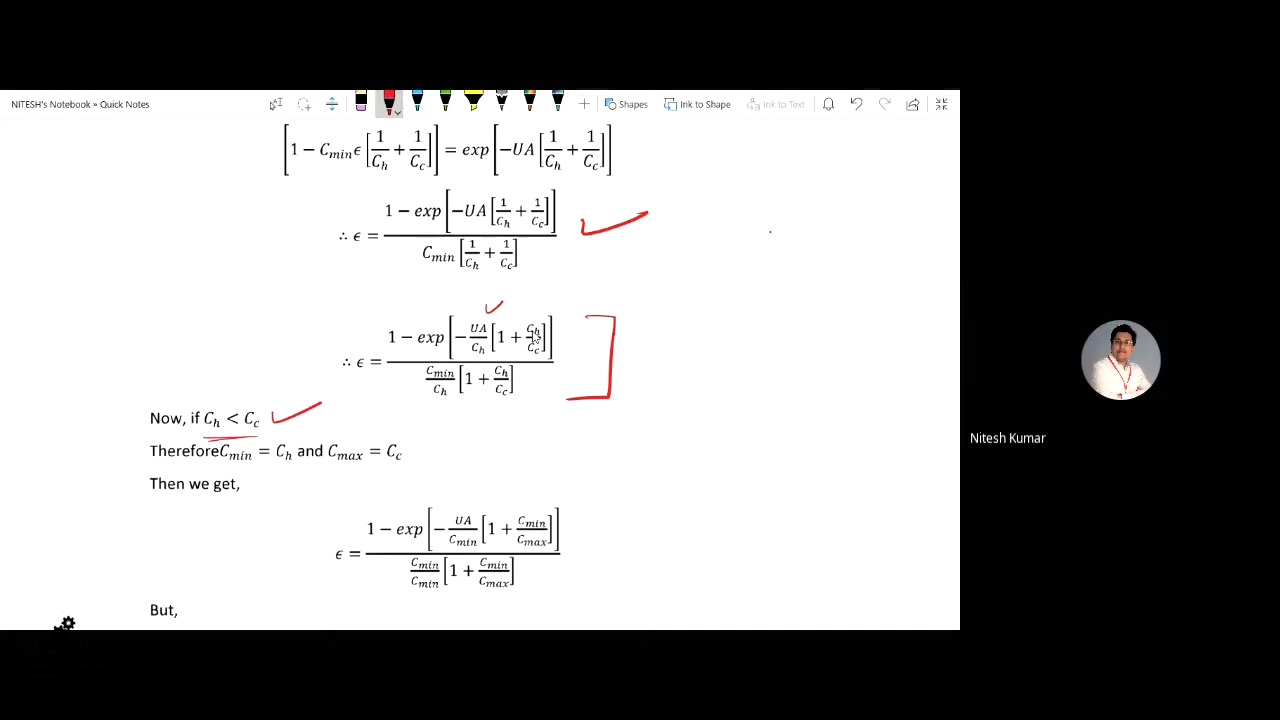 NITESH's Notebook » Quick Notes
Shapes
Ink to Shape
Ink to Text
[1 − C_min ϵ [1/C_h + 1/C_c]] = exp [−UA [1/C_h + 1/C_c]]
∴ ϵ = (1 − exp [−UA [1/C_h + 1/C_c]]) / (C_min [1/C_h + 1/C_c])
∴ ϵ = (1 − exp [−UA/C_h [1 + C_h/C_c]]) / (C_min/C_h [1 + C_h/C_c])
Now, if C_h < C_c
ThereforeC_min = C_h and C_max = C_c
Then we get,
ϵ = (1 − exp [−UA/C_min [1 + C_min/C_max]]) / (C_min/C_min [1 + C_min/C_max])
But,
Nitesh Kumar